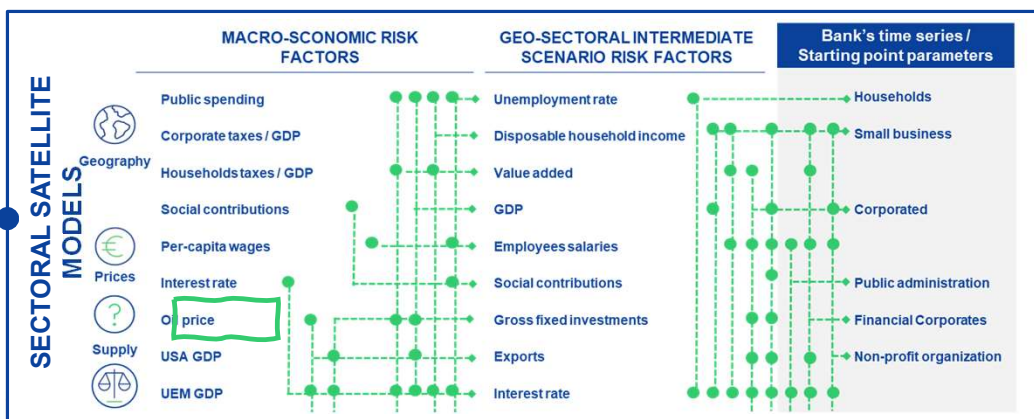 SECTORAL SATELLITE
MODELS
MACRO-SCONOMIC RISK
FACTORS
GEO-SECTORAL INTERMEDIATE
SCENARIO RISK FACTORS
Bank's time series /
Starting point parameters
Geography
€
Prices
?
Supply
Public spending
Corporate taxes / GDP
Households taxes / GDP
Social contributions
Per-capita wages
Interest rate
Oil price
USA GDP
UEM GDP
Unemployment rate
Disposable household income
Value added
GDP
Employees salaries
Social contributions
Gross fixed investments
Exports
Interest rate
Households
Small business
Corporated
Public administration
Financial Corporates
Non-profit organization